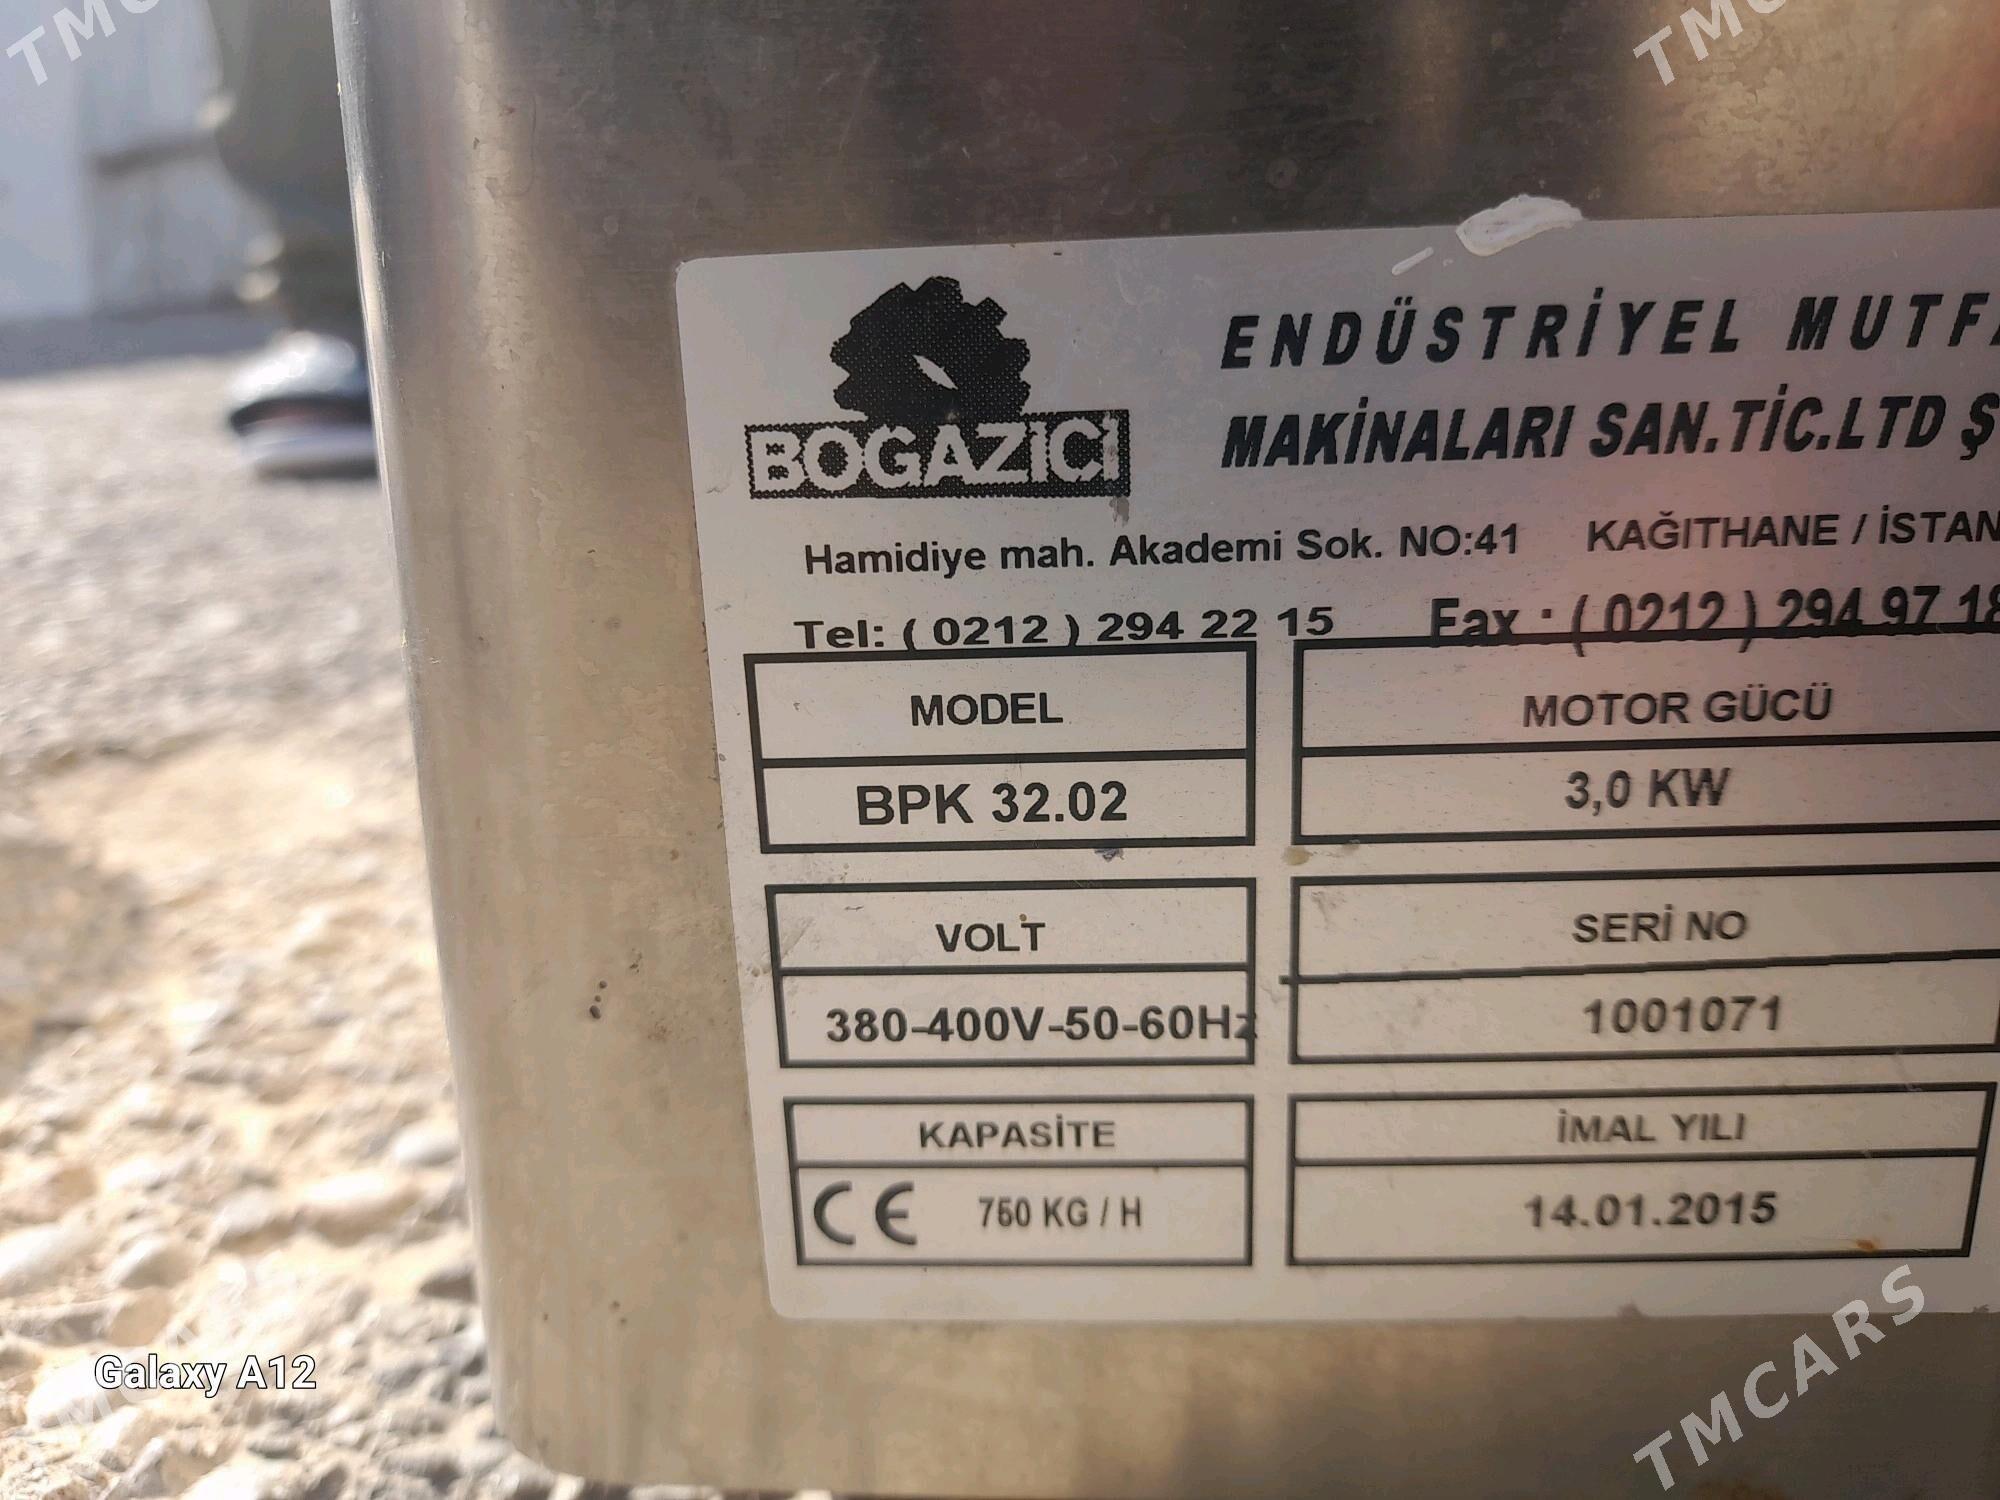 TMCARS
BOGAZICI
ENDÜSTRİYEL MUTFA
MAKİNALARI SAN.TİC.LTD Ş
Hamidiye mah. Akademi Sok. NO:41 KAĞITHANE / İSTAN
Tel: ( 0212 ) 294 22 15 Fax : ( 0212 ) 294 97 18
MODEL MOTOR GÜCÜ
BPK 32.02 3,0 KW
VOLT SERİ NO
380-400V-50-60Hz 1001071
KAPASİTE İMAL YILI
CE 750 KG / H 14.01.2015
Galaxy A12
TMCARS